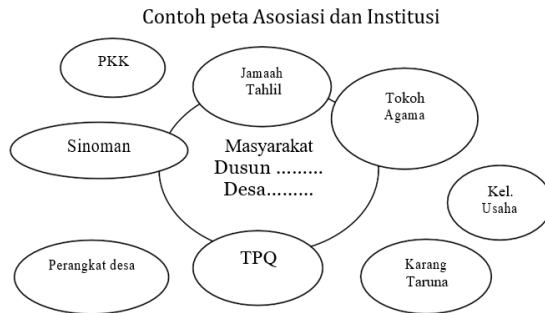 Contoh peta Asosiasi dan Institusi
PKK
Jamaah
Tahlil
Tokoh
Agama
Sinoman
Masyarakat
Dusun .........
Desa.........
Kel.
Usaha
Perangkat desa
TPQ
Karang
Taruna